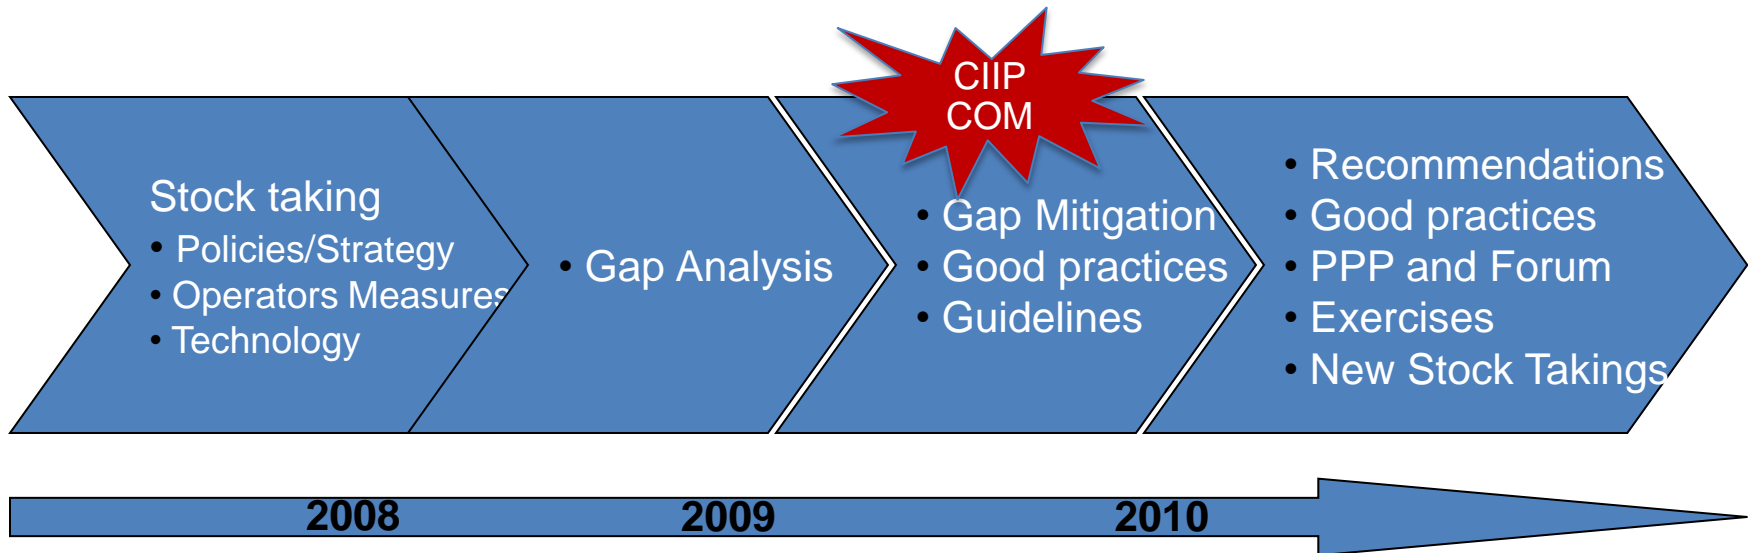 CIIP
COM
Stock taking
• Policies/Strategy
• Operators Measures
• Technology
• Gap Analysis
• Gap Mitigation
• Good practices
• Guidelines
• Recommendations
• Good practices
• PPP and Forum
• Exercises
• New Stock Takings
2008
2009
2010